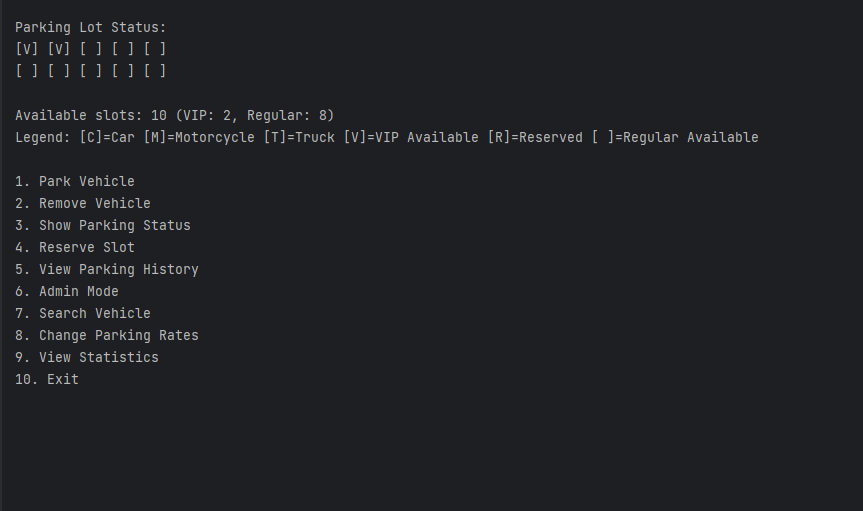 Parking Lot Status:
[V] [V] [ ] [ ] [ ]
[ ] [ ] [ ] [ ] [ ]
Available slots: 10 (VIP: 2, Regular: 8)
Legend: [C]=Car [M]=Motorcycle [T]=Truck [V]=VIP Available [R]=Reserved [ ]=Regular Available
1. Park Vehicle
2. Remove Vehicle
3. Show Parking Status
4. Reserve Slot
5. View Parking History
6. Admin Mode
7. Search Vehicle
8. Change Parking Rates
9. View Statistics
10. Exit